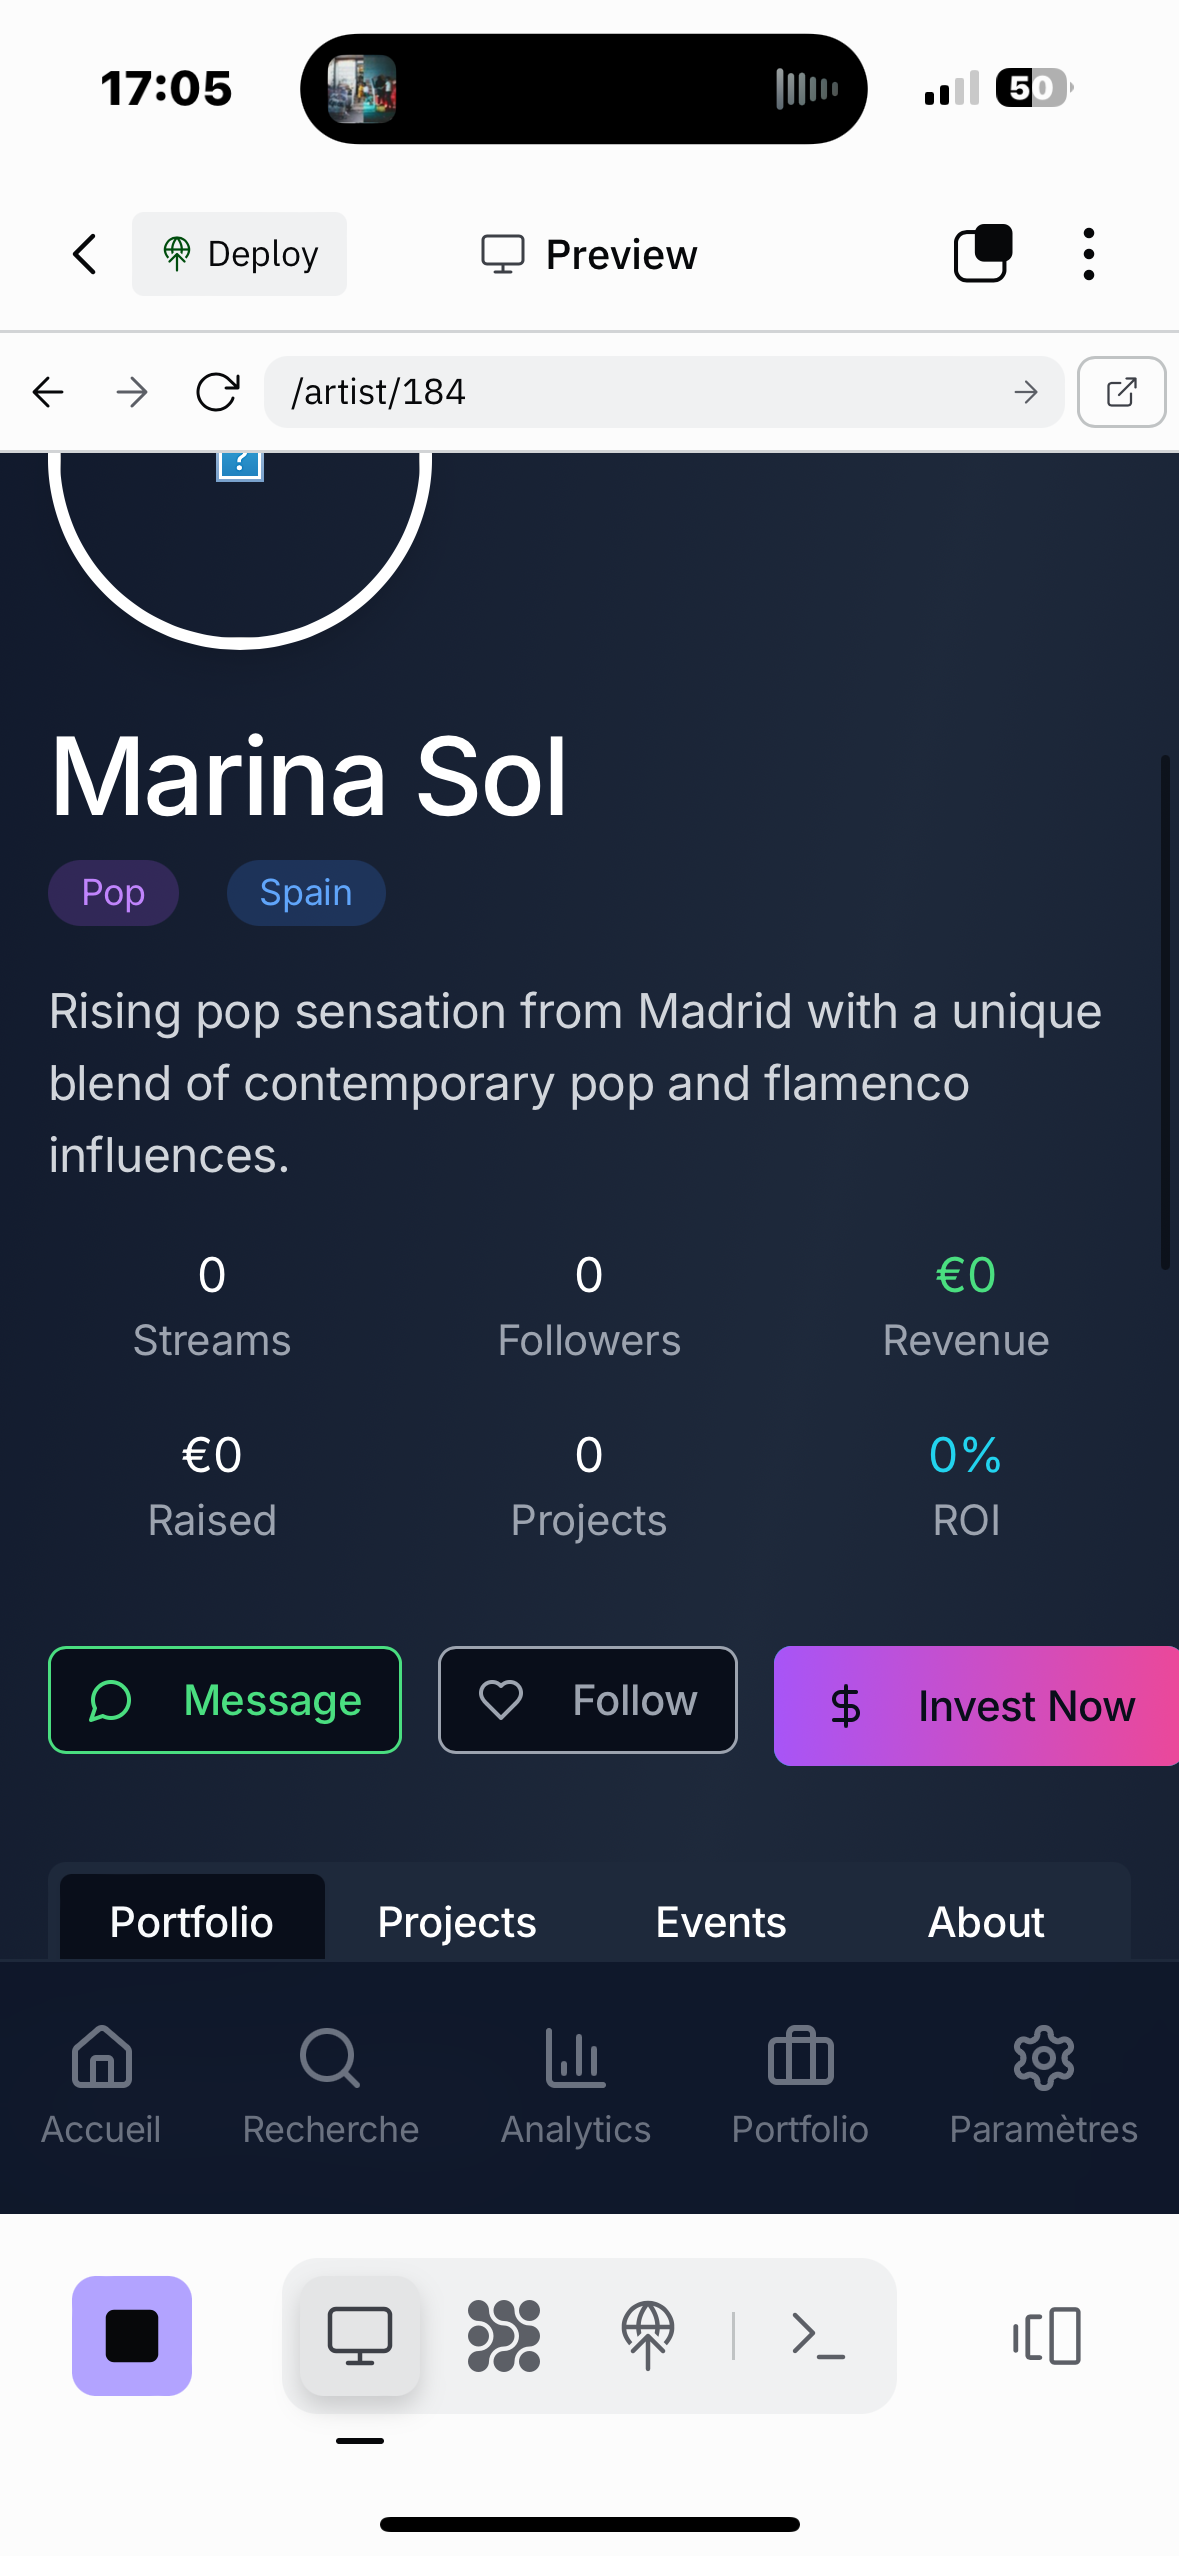 17:05
50
Deploy
Preview
/artist/184
?
Marina Sol
Pop
Spain
Rising pop sensation from Madrid with a unique
blend of contemporary pop and flamenco
influences.
0
0
€0
Streams
Followers
Revenue
€0
0
0%
Raised
Projects
ROI
Message
Follow
$ Invest Now
Portfolio
Projects
Events
About
Accueil
Recherche
Analytics
Portfolio
Paramètres